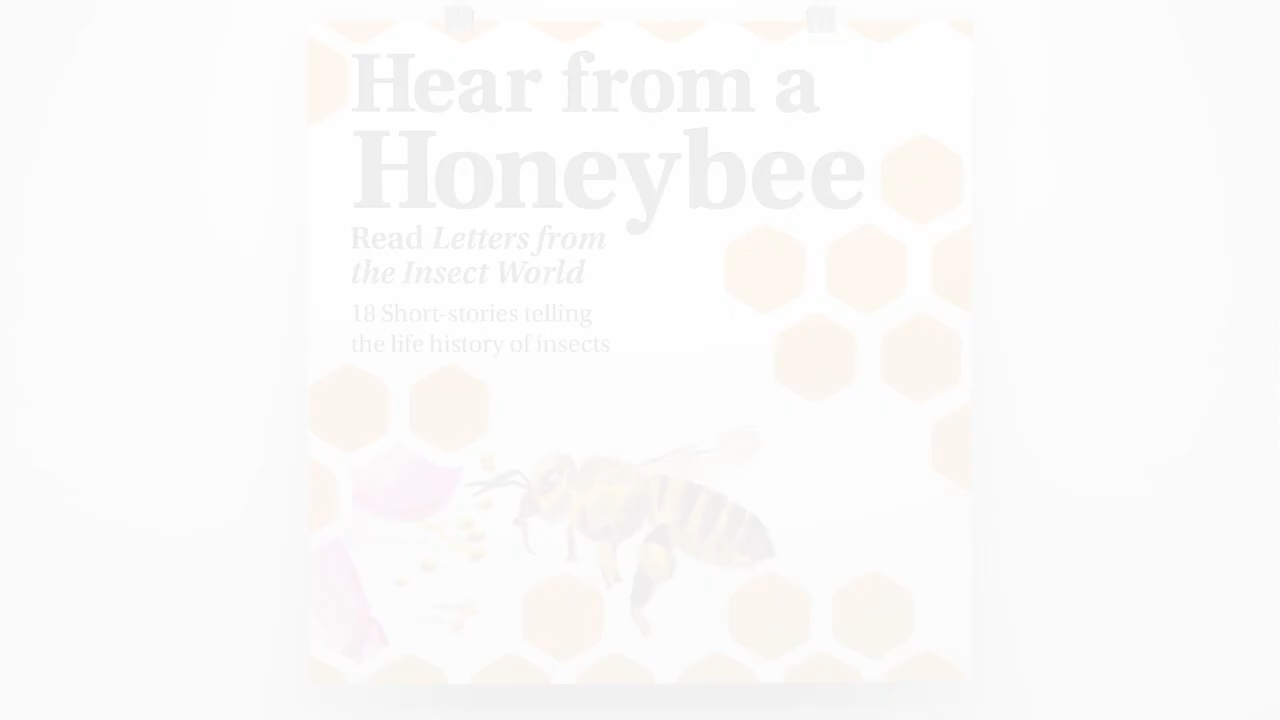 Hear from a
Honeybee
Read Letters from
the Insect World
18 Short-stories telling
the life history of insects